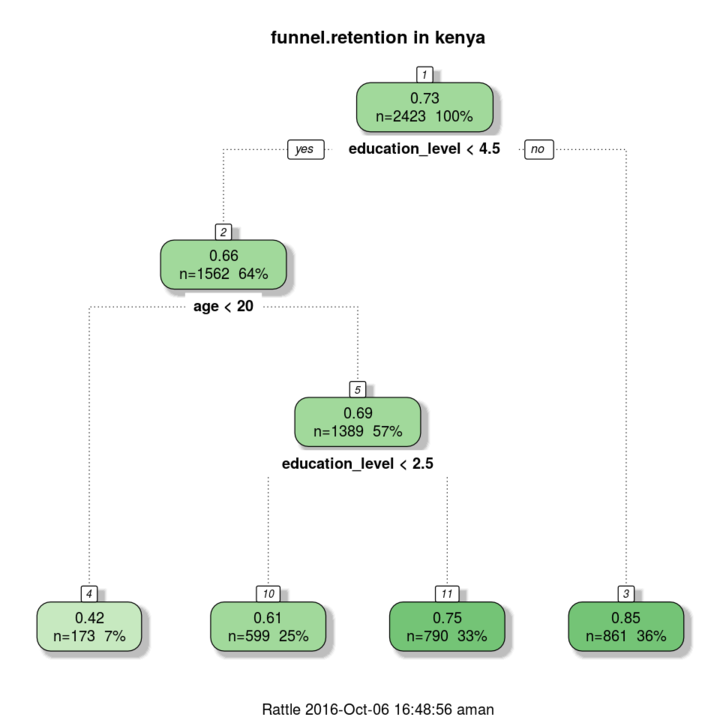 funnel.retention in kenya
1
0.73
n=2423 100%
yes
education_level < 4.5
no
2
0.66
n=1562 64%
age < 20
5
0.69
n=1389 57%
education_level < 2.5
4
0.42
n=173 7%
10
0.61
n=599 25%
11
0.75
n=790 33%
3
0.85
n=861 36%
Rattle 2016-Oct-06 16:48:56 aman